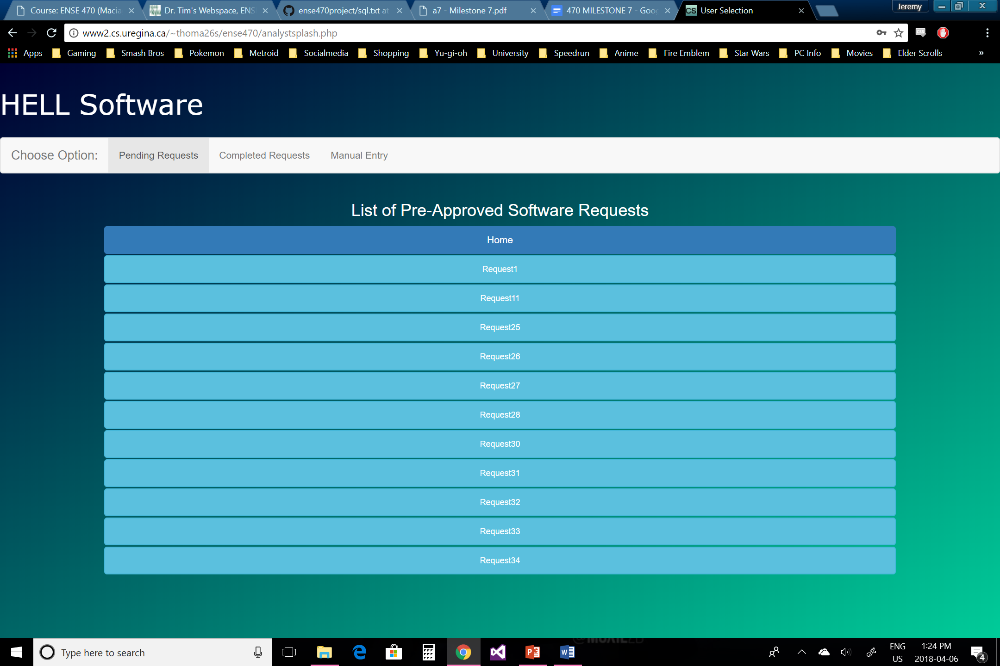 Course: ENSE 470 (Macia
Dr. Tim's Webspace, ENS
ense470project/sql.txt at
a7 - Milestone 7.pdf
470 MILESTONE 7 - Goo
CS User Selection
Jeremy
www2.cs.uregina.ca/~thoma26s/ense470/analystsplash.php
CSS
Apps Gaming Smash Bros Pokemon Metroid Socialmedia Shopping Yu-gi-oh University Speedrun Anime Fire Emblem Star Wars PC Info Movies Elder Scrolls »
HELL Software
Choose Option: Pending Requests Completed Requests Manual Entry
List of Pre-Approved Software Requests
Home
Request1
Request11
Request25
Request26
Request27
Request28
Request30
Request31
Request32
Request33
Request34
Type here to search
ENG
US
1:24 PM
2018-04-06
4